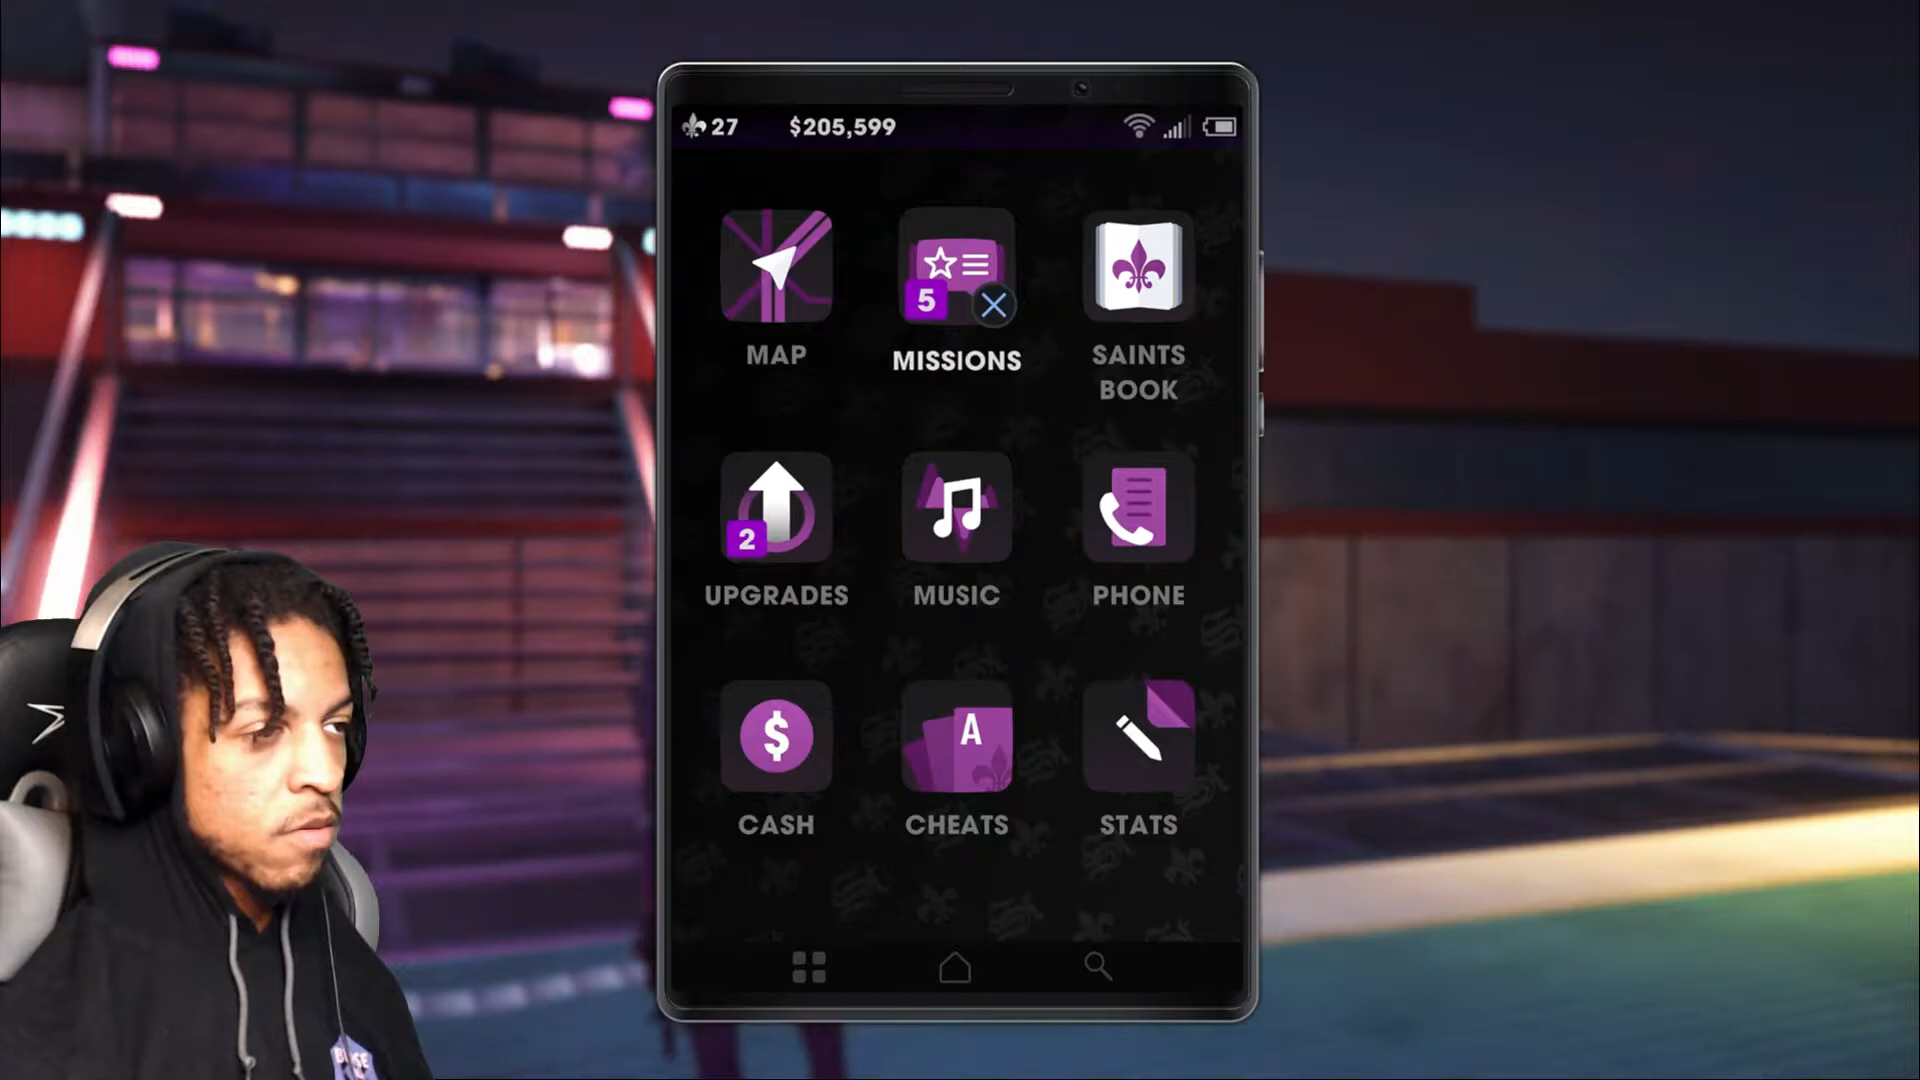 27 $205,599
5
MAP MISSIONS SAINTS
BOOK
2
UPGRADES MUSIC PHONE
$ A
CASH CHEATS STATS